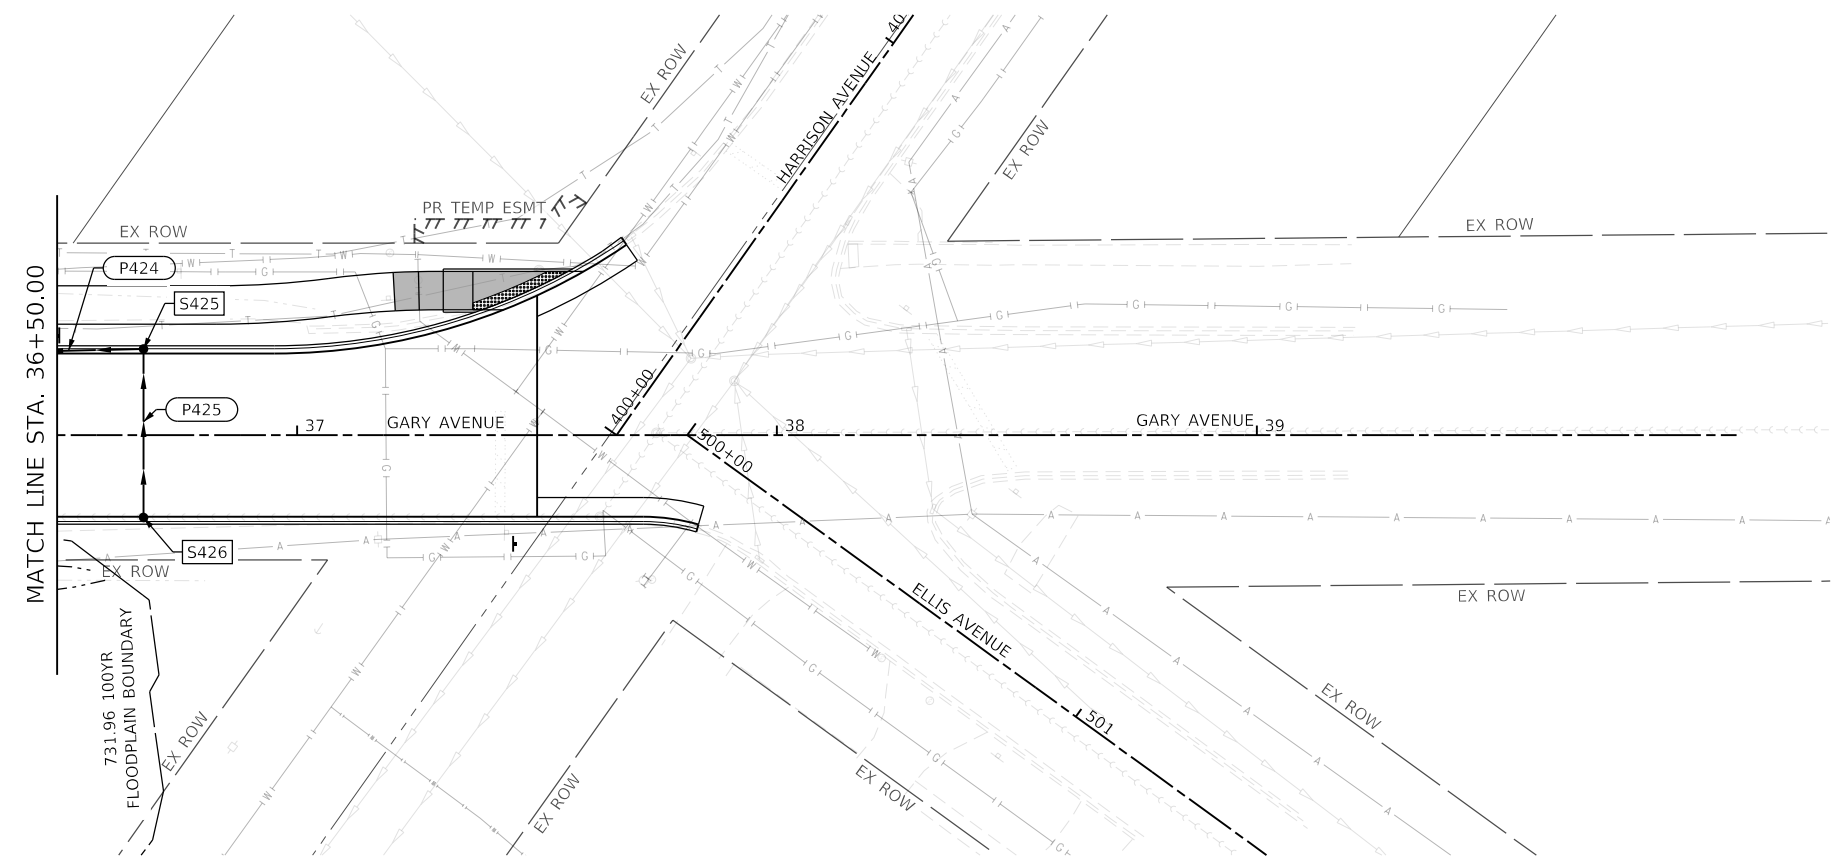 40
EX ROW
HARRISON AVENUE
EX ROW
PR TEMP ESMT
EX ROW
EX ROW
P424
S425
MATCH LINE STA. 36+50.00
400+00
P425
37
GARY AVENUE
38
GARY AVENUE
39
500+00
S426
EX ROW
EX ROW
ELLIS AVENUE
731.96 100YR
FLOODPLAIN BOUNDARY
EX ROW
501
EX ROW
EX ROW
EX ROW